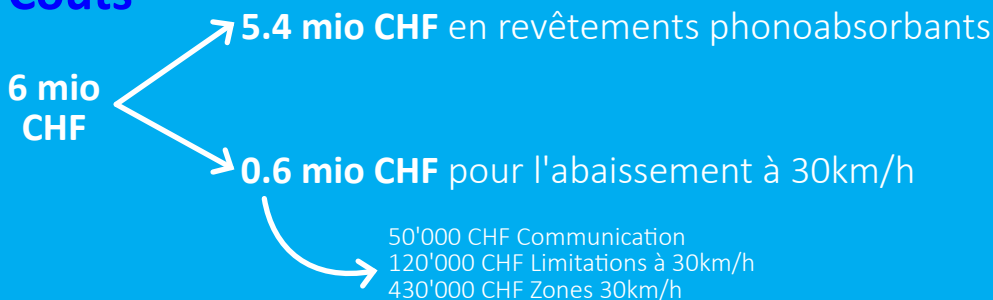 Coûts
5.4 mio CHF en revêtements phonoabsorbants
6 mio
CHF
0.6 mio CHF pour l'abaissement à 30km/h
50'000 CHF Communication
120'000 CHF Limitations à 30km/h
430'000 CHF Zones 30km/h